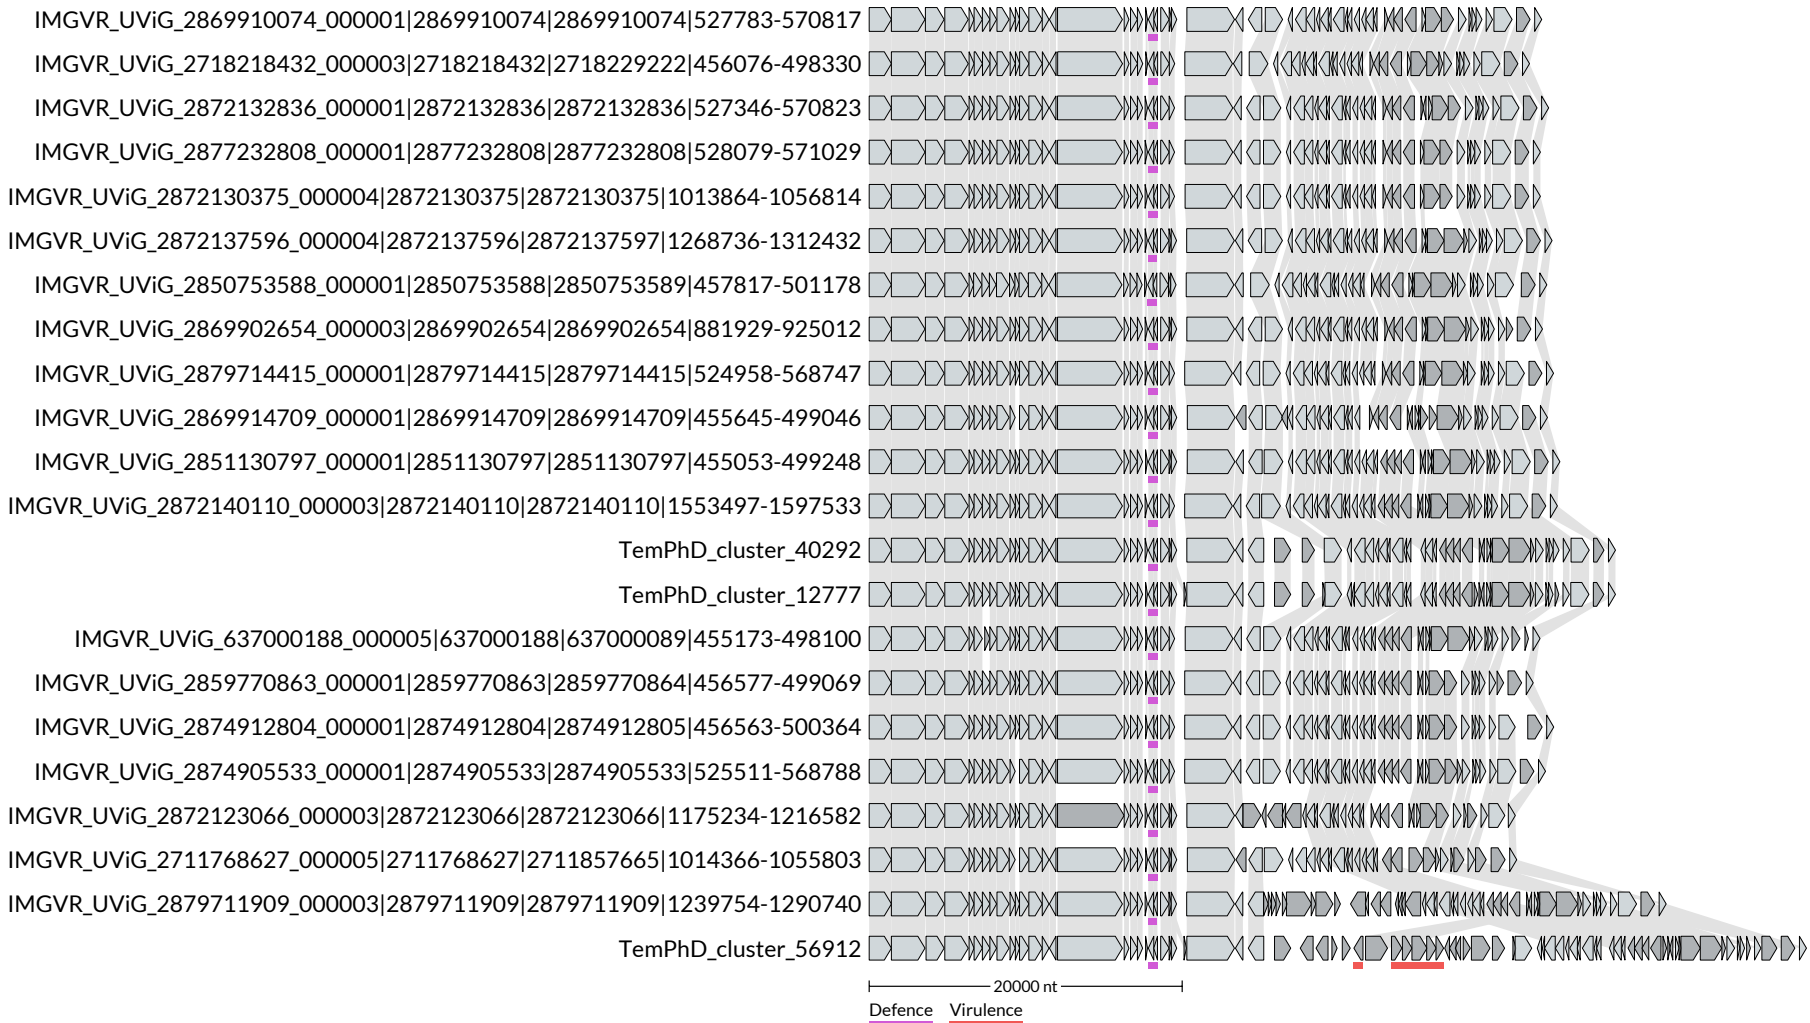 IMGVR_UViG_2869910074_000001|2869910074|2869910074|527783-570817
IMGVR_UViG_2718218432_000003|2718218432|2718229222|456076-498330
IMGVR_UViG_2872132836_000001|2872132836|2872132836|527346-570823
IMGVR_UViG_2877232808_000001|2877232808|2877232808|528079-571029
IMGVR_UViG_2872130375_000004|2872130375|2872130375|1013864-1056814
IMGVR_UViG_2872137596_000004|2872137596|2872137597|1268736-1312432
IMGVR_UViG_2850753588_000001|2850753588|2850753589|457817-501178
IMGVR_UViG_2869902654_000003|2869902654|2869902654|881929-925012
IMGVR_UViG_2879714415_000001|2879714415|2879714415|524958-568747
IMGVR_UViG_2869914709_000001|2869914709|2869914709|455645-499046
IMGVR_UViG_2851130797_000001|2851130797|2851130797|455053-499248
IMGVR_UViG_2872140110_000003|2872140110|2872140110|1553497-1597533
TemPhD_cluster_40292
TemPhD_cluster_12777
IMGVR_UViG_637000188_000005|637000188|637000089|455173-498100
IMGVR_UViG_2859770863_000001|2859770863|2859770864|456577-499069
IMGVR_UViG_2874912804_000001|2874912804|2874912805|456563-500364
IMGVR_UViG_2874905533_000001|2874905533|2874905533|525511-568788
IMGVR_UViG_2872123066_000003|2872123066|2872123066|1175234-1216582
IMGVR_UViG_2711768627_000005|2711768627|2711857665|1014366-1055803
IMGVR_UViG_2879711909_000003|2879711909|2879711909|1239754-1290740
TemPhD_cluster_56912
20000 nt
Defence Virulence